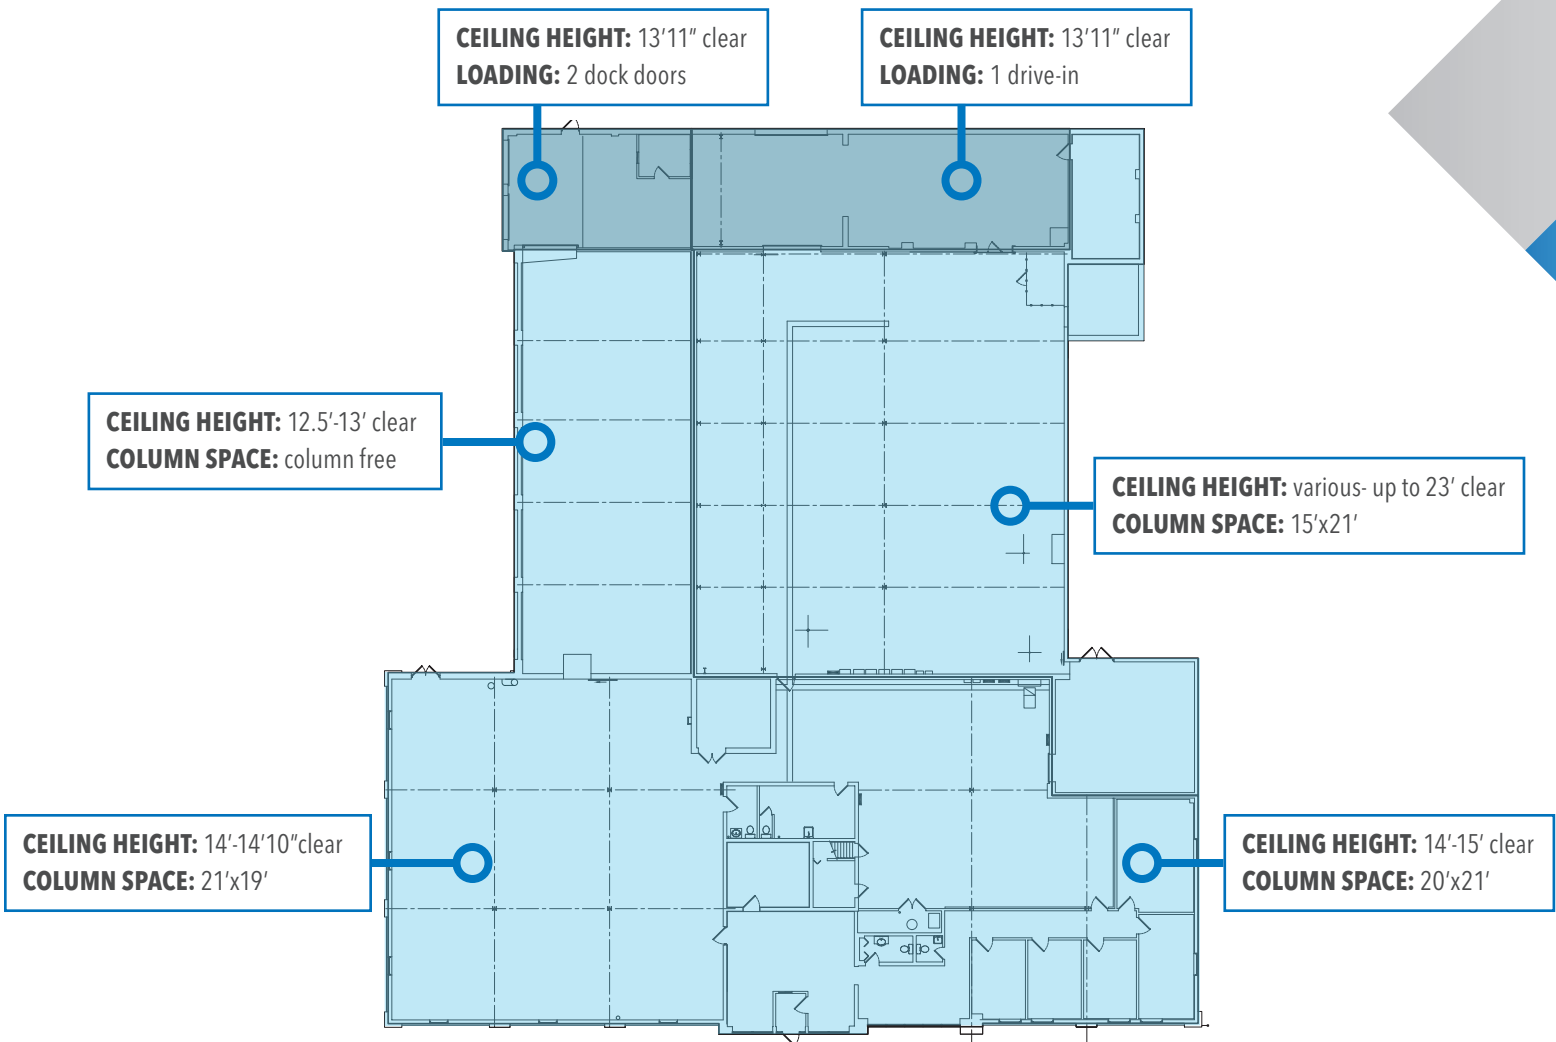 CEILING HEIGHT: 13'11" clear
LOADING: 2 dock doors
CEILING HEIGHT: 13'11" clear
LOADING: 1 drive-in
CEILING HEIGHT: 12.5'-13' clear
COLUMN SPACE: column free
CEILING HEIGHT: various- up to 23' clear
COLUMN SPACE: 15'x21'
CEILING HEIGHT: 14'-14'10"clear
COLUMN SPACE: 21'x19'
CEILING HEIGHT: 14'-15' clear
COLUMN SPACE: 20'x21'